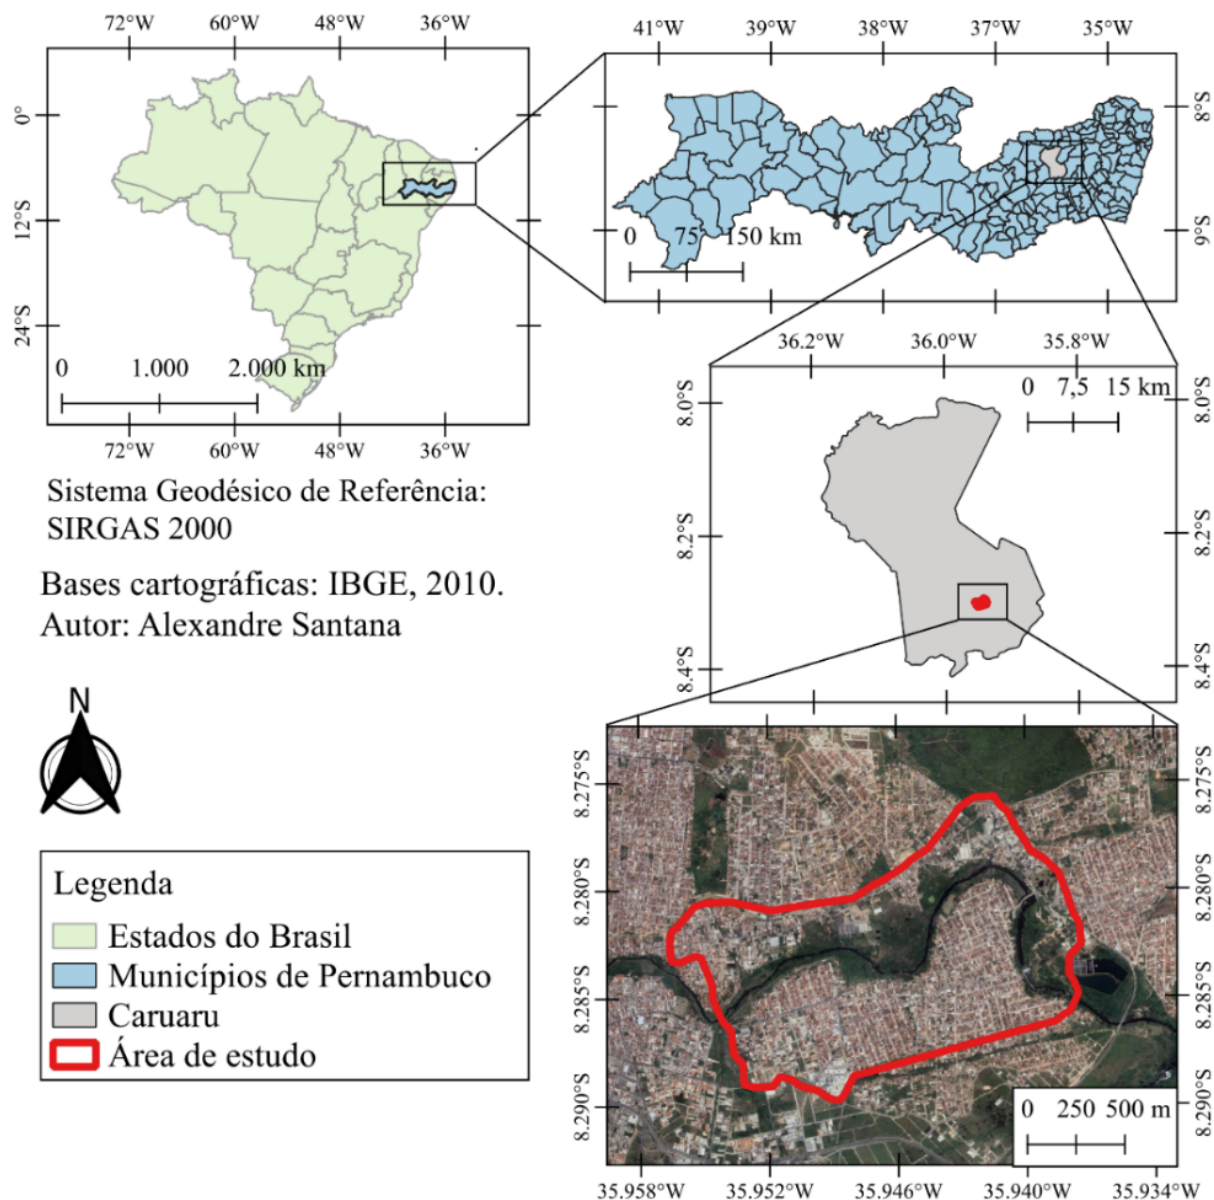 72°W 60°W 48°W 36°W
0°
12°S
24°S
0 1.000 2.000 km
72°W 60°W 48°W 36°W
41°W 39°W 38°W 37°W 35°W
8°S
9°S
0 75 150 km
36.2°W 36.0°W 35.8°W
0 7,5 15 km
8.0°S 8.0°S
8.2°S 8.2°S
8.4°S 8.4°S
Sistema Geodésico de Referência:
SIRGAS 2000
Bases cartográficas: IBGE, 2010.
Autor: Alexandre Santana
N
Legenda
Estados do Brasil
Municípios de Pernambuco
Caruaru
Área de estudo
8.275°S 8.275°S
8.280°S 8.280°S
8.285°S 8.285°S
8.290°S 8.290°S
0 250 500 m
35.958°W 35.952°W 35.946°W 35.940°W 35.934°W